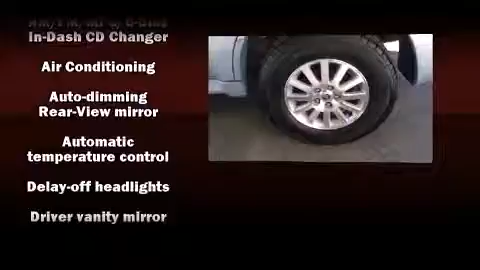 In-Dash CD Changer
Air Conditioning
Auto-dimming
Rear-View mirror
Automatic
temperature control
Delay-off headlights
Driver vanity mirror